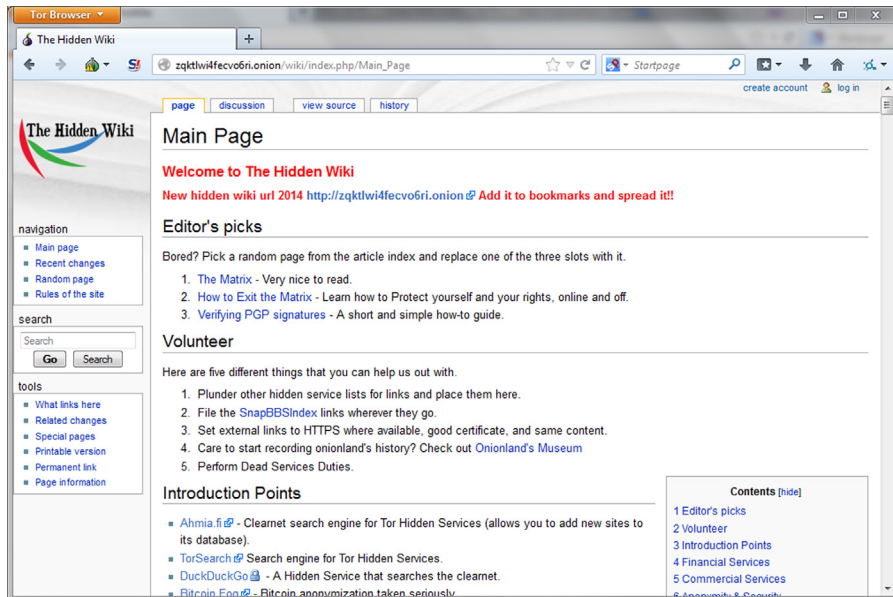 Tor Browser
The Hidden Wiki
zqktlwi4fecvo6ri.onion/wiki/index.php/Main_Page
Startpage
create account log in
page discussion view source history
The Hidden Wiki
Main Page
Welcome to The Hidden Wiki
New hidden wiki url 2014 http://zqktlwi4fecvo6ri.onion Add it to bookmarks and spread it!!
Editor's picks
Bored? Pick a random page from the article index and replace one of the three slots with it.
1. The Matrix - Very nice to read.
2. How to Exit the Matrix - Learn how to Protect yourself and your rights, online and off.
3. Verifying PGP signatures - A short and simple how-to guide.
Volunteer
Here are five different things that you can help us out with.
1. Plunder other hidden service lists for links and place them here.
2. File the SnapBBSIndex links wherever they go.
3. Set external links to HTTPS where available, good certificate, and same content.
4. Care to start recording onionland's history? Check out Onionland's Museum
5. Perform Dead Services Duties.
Introduction Points
Ahmia.fi - Clearnet search engine for Tor Hidden Services (allows you to add new sites to
its database).
TorSearch Search engine for Tor Hidden Services.
DuckDuckGo - A Hidden Service that searches the clearnet.
Bitcoin Fog - Bitcoin anonymization taken seriously.
navigation
Main page
Recent changes
Random page
Rules of the site
search
Search
Go Search
tools
What links here
Related changes
Special pages
Printable version
Permanent link
Page information
Contents [hide]
1 Editor's picks
2 Volunteer
3 Introduction Points
4 Financial Services
5 Commercial Services
6 Anonymity & Security